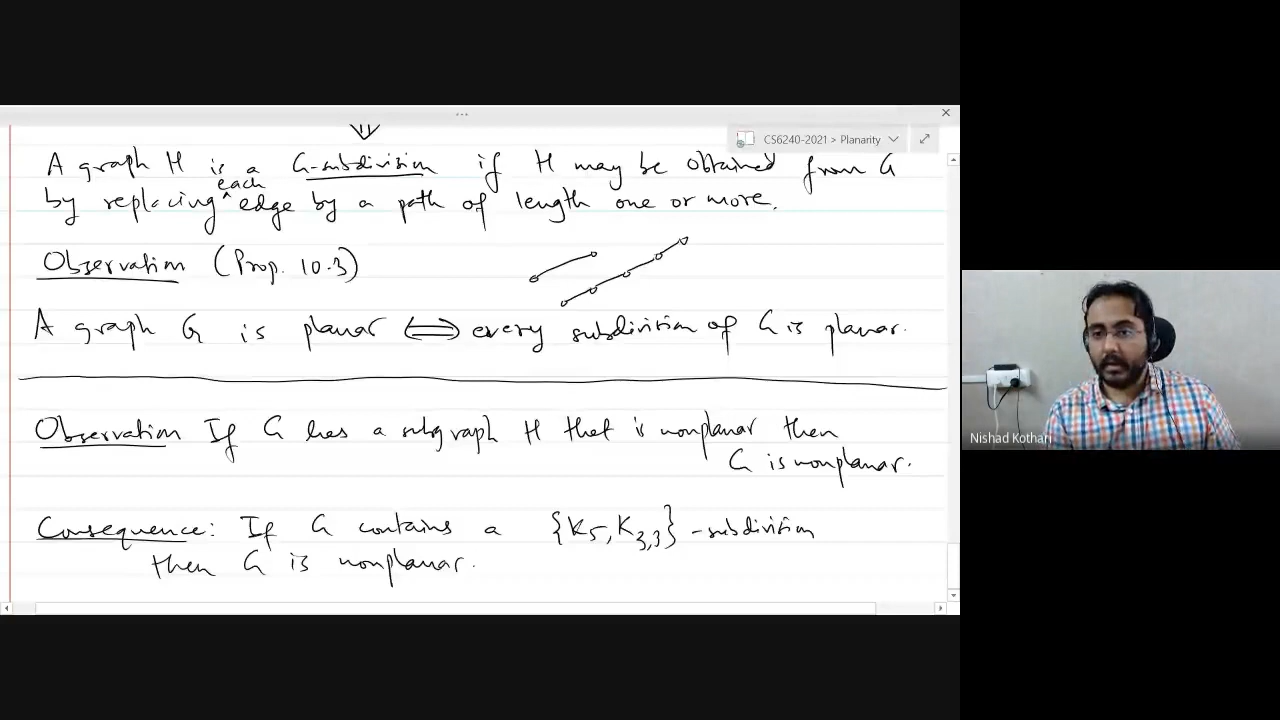 CS6240-2021 > Planarity
A graph H is a G-subdivision if H may be obtained from G
by replacing each edge by a path of length one or more.
Observation (Prop. 10.3)
A graph G is planar ⟺ every subdivision of G is planar.
Observation If G has a subgraph H that is nonplanar then
G is nonplanar.
Consequence: If G contains a {K5, K3,3}-subdivision
then G is nonplanar.
Nishad Kothari